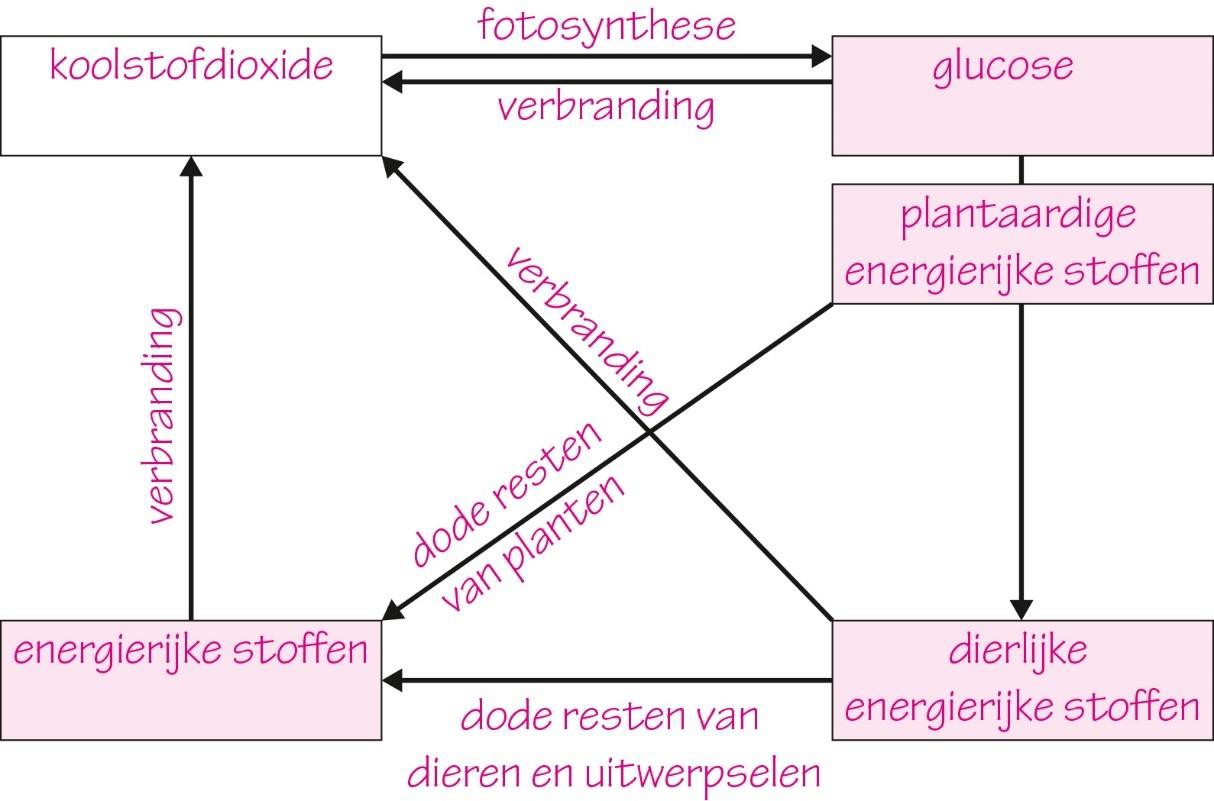 fotosynthese
koolstofdioxide
glucose
verbranding
plantaardige
energierijke stoffen
verbranding
verbranding
dode resten
van planten
energierijke stoffen
dierlijke
energierijke stoffen
dode resten van
dieren en uitwerpselen